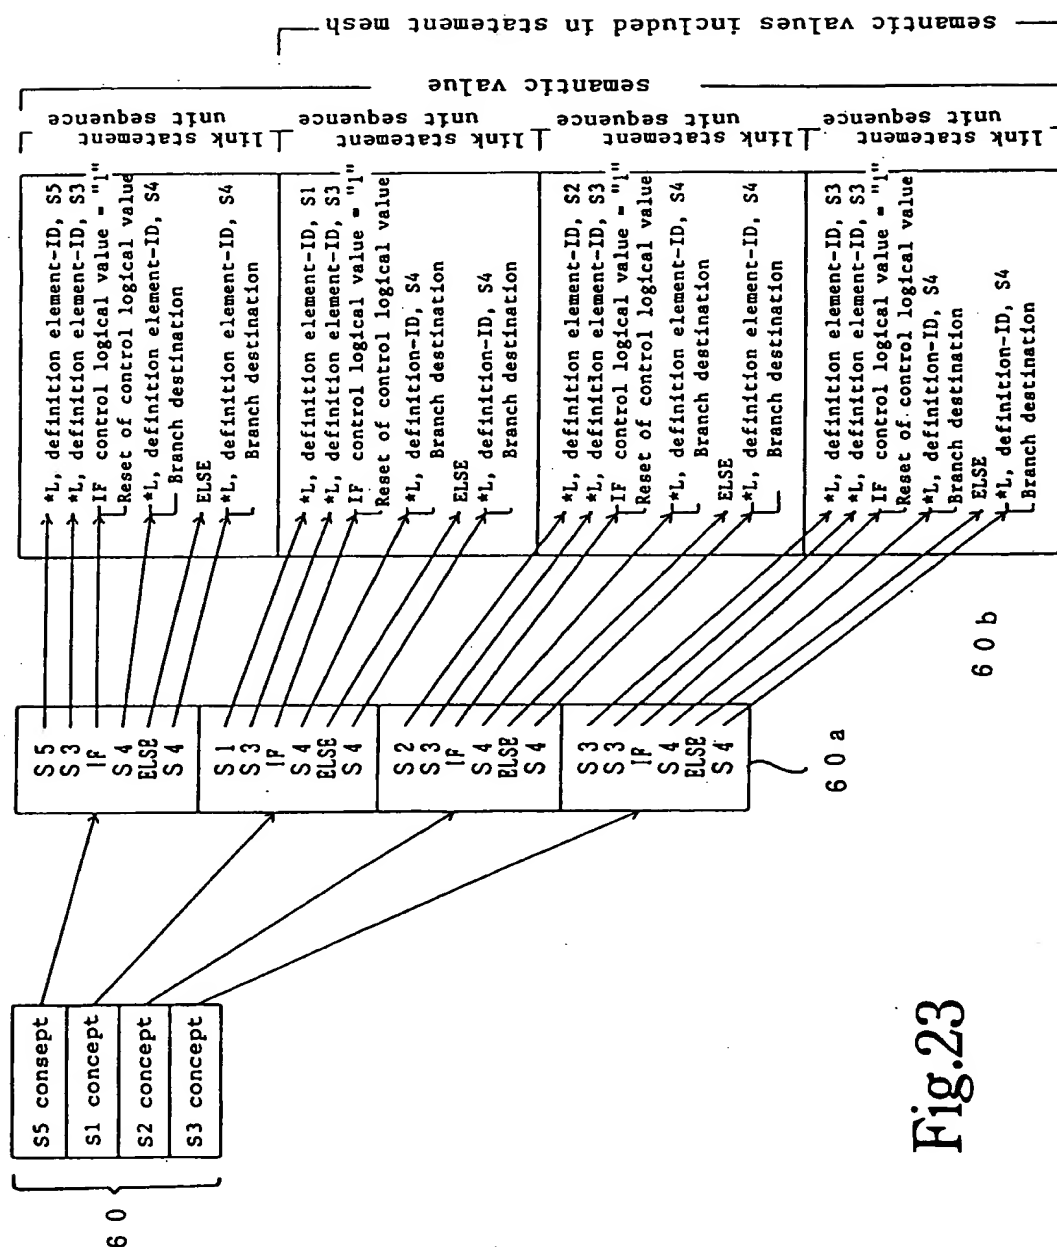 60
S5 consept
S1 concept
S2 concept
S3 concept
S5
S3
IF
S4
ELSE
S4
S1
S3
IF
S4
ELSE
S4
S2
S3
IF
S4
ELSE
S4
S3
S3
IF
S4
ELSE
S4
60a
*L, definition element-ID, S5
*L, definition element-ID, S3
IF control logical value = "1"
Reset of control logical value
*L, definition element-ID, S4
Branch destination
ELSE
*L, definition element-ID, S4
Branch destination
*L, definition element-ID, S1
*L, definition element-ID, S3
IF control logical value = "1"
Reset of control logical value
*L, definition-ID, S4
Branch destination
ELSE
*L, definition-ID, S4
Branch destination
*L, definition element-ID, S2
*L, definition element-ID, S3
IF control logical value = "1"
Reset of control logical value
*L, definition element-ID, S4
Branch destination
ELSE
*L, definition element-ID, S4
Branch destination
*L, definition element-ID, S3
*L, definition element-ID, S3
IF control logical value = "1"
Reset of control logical value
*L, definition-ID, S4
Branch destination
ELSE
*L, definition-ID, S4
Branch destination
60b
link statement
unit sequence
link statement
unit sequence
link statement
unit sequence
link statement
unit sequence
semantic value
semantic values included in statement mesh
Fig.23